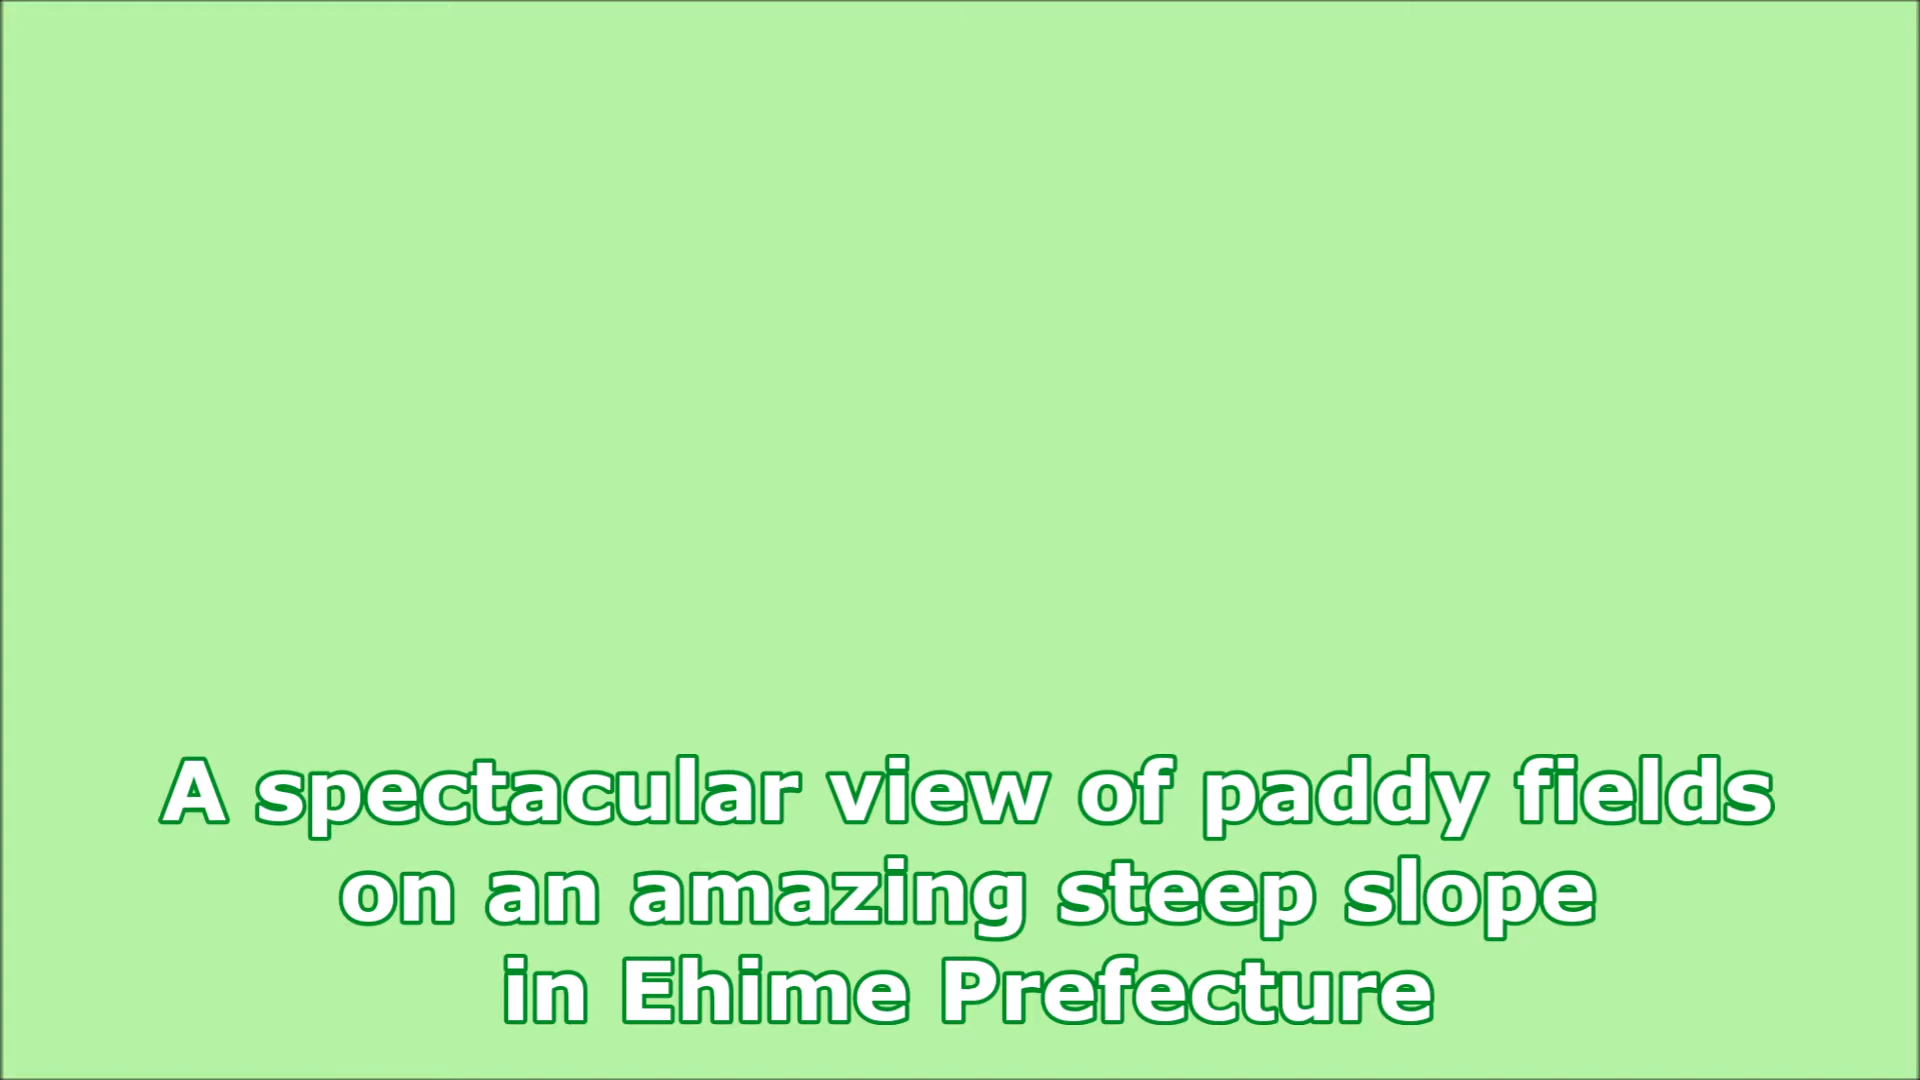 A spectacular view of paddy fields
on an amazing steep slope
in Ehime Prefecture